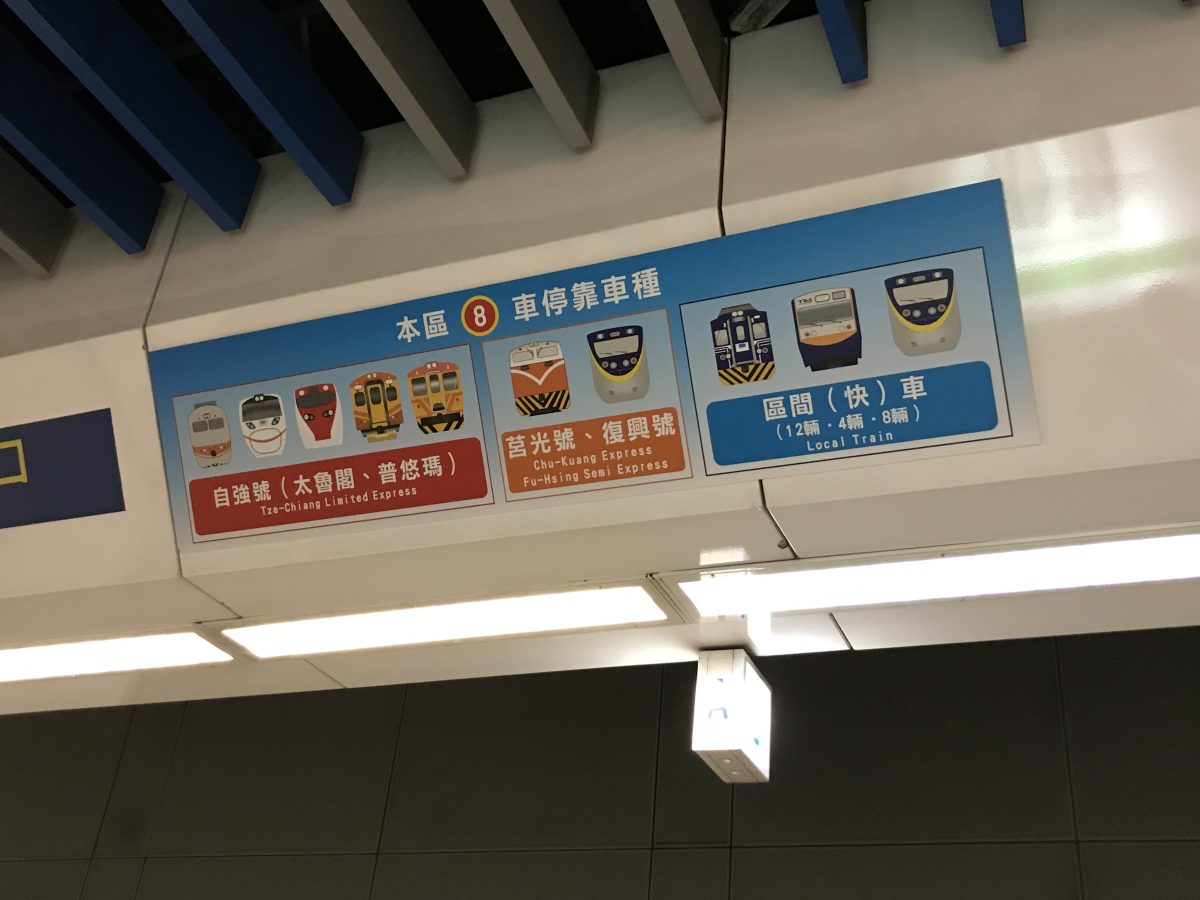 本區 8 車停靠車種
自強號（太魯閣、普悠瑪）
Tze-Chiang Limited Express
莒光號、復興號
Chu-Kuang Express
Fu-Hsing Semi Express
區間（快）車
（12輛・4輛・8輛）
Local Train